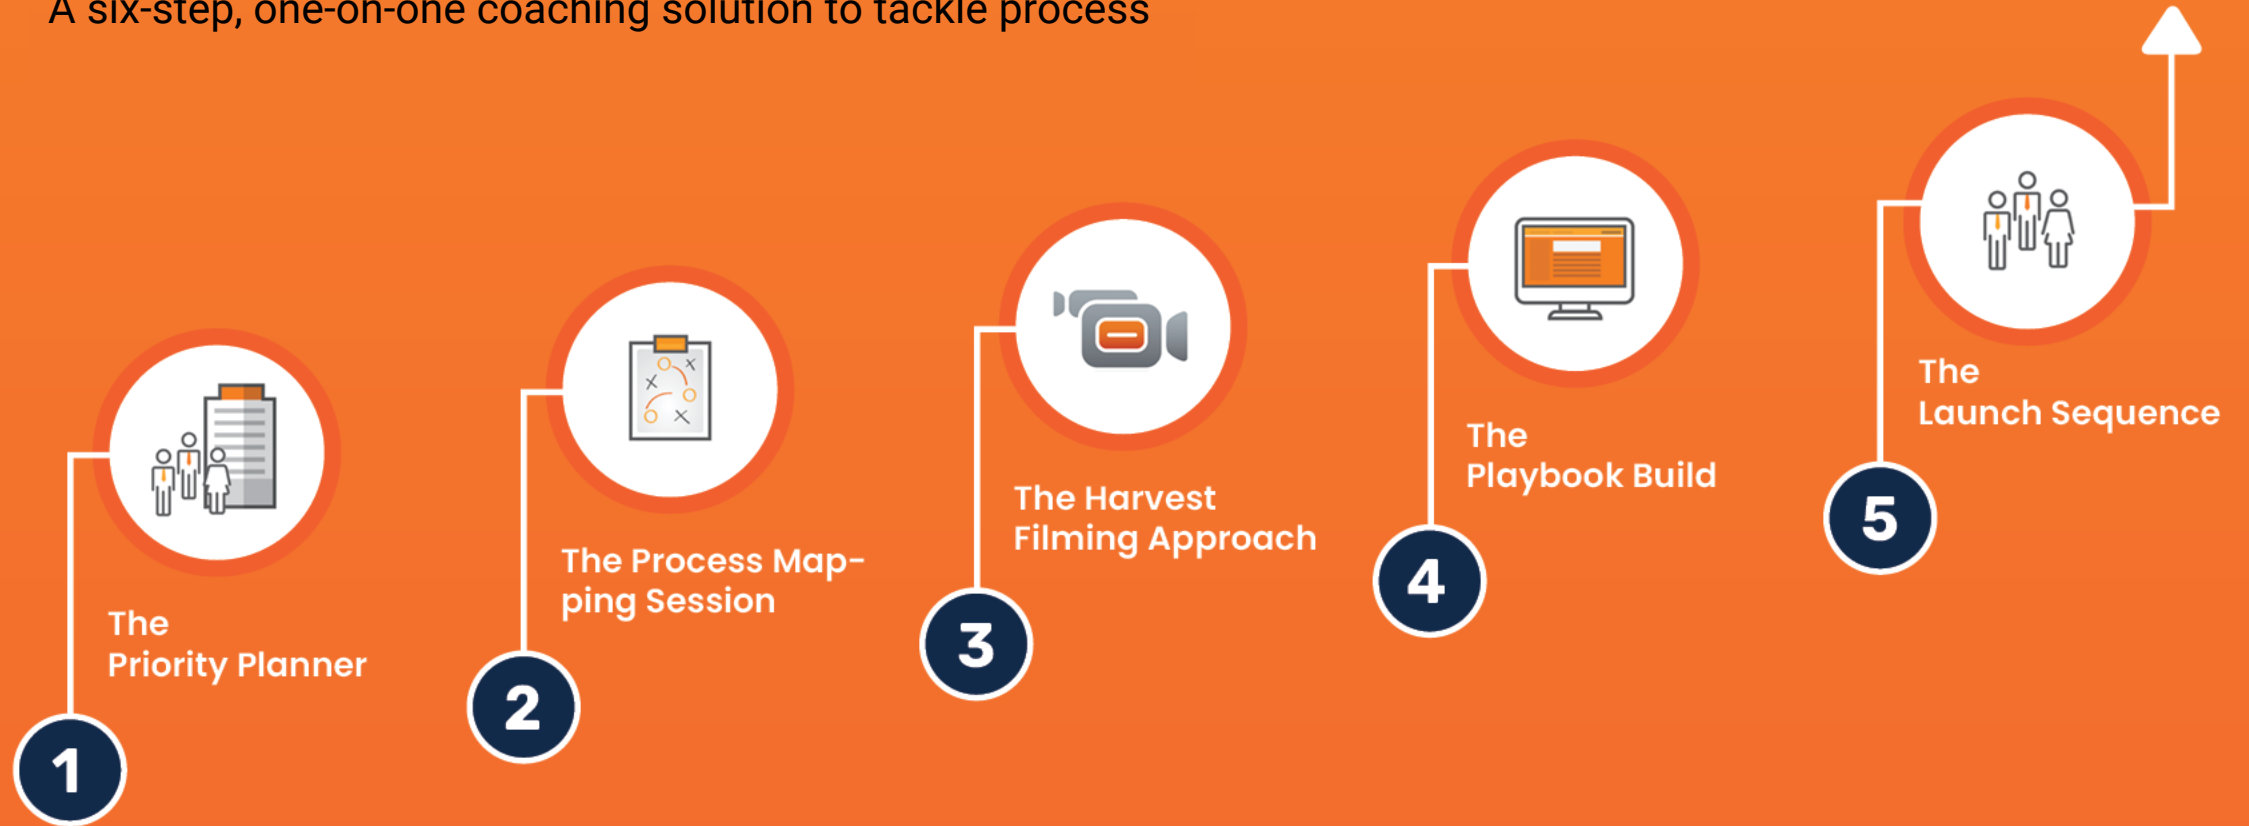 A six-step, one-on-one coaching solution to tackle process
The
Priority Planner
1
The Process Map-
ping Session
2
The Harvest
Filming Approach
3
The
Playbook Build
4
The
Launch Sequence
5